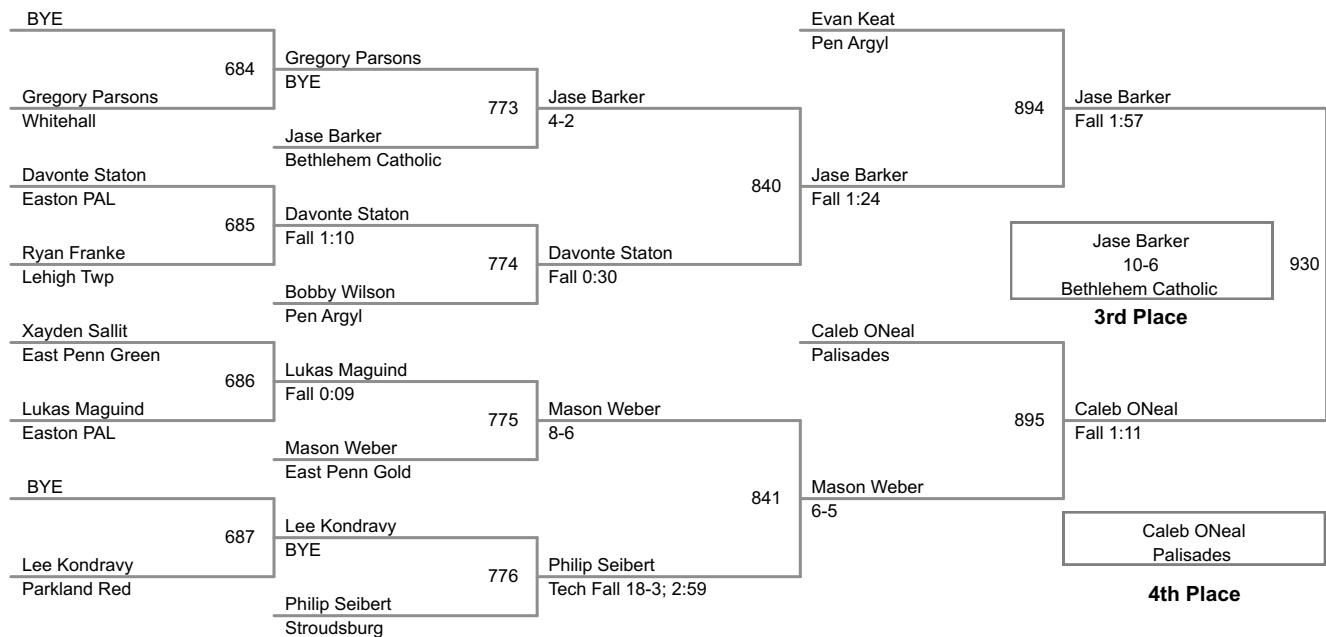 BYE
684
Gregory Parsons
Whitehall
Davonte Staton
Easton PAL
685
Ryan Franke
Lehigh Twp
Xayden Sallit
East Penn Green
686
Lukas Maguind
Easton PAL
BYE
687
Lee Kondravy
Parkland Red
Gregory Parsons
BYE
773
Jase Barker
Bethlehem Catholic
Davonte Staton
Fall 1:10
774
Bobby Wilson
Pen Argyl
Lukas Maguind
Fall 0:09
775
Mason Weber
East Penn Gold
Lee Kondravy
BYE
776
Philip Seibert
Stroudsburg
Jase Barker
4-2
840
Davonte Staton
Fall 0:30
Mason Weber
8-6
841
Philip Seibert
Tech Fall 18-3; 2:59
Evan Keat
Pen Argyl
894
Jase Barker
Fall 1:24
Caleb ONeal
Palisades
895
Mason Weber
6-5
Jase Barker
Fall 1:57
Jase Barker
10-6
Bethlehem Catholic
930
3rd Place
Caleb ONeal
Fall 1:11
Caleb ONeal
Palisades
4th Place